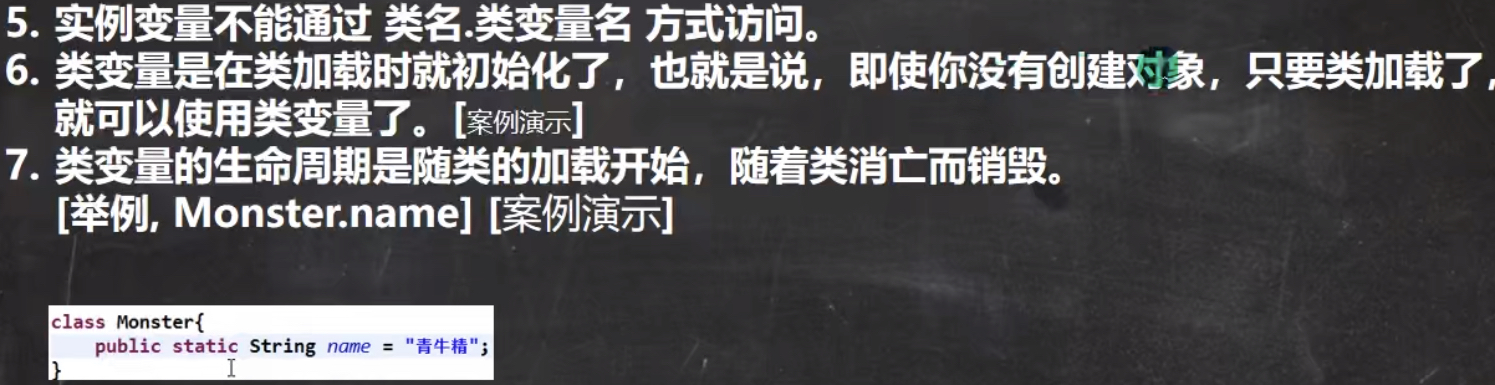 5. 实例变量不能通过 类名.类变量名 方式访问。
6. 类变量是在类加载时就初始化了，也就是说，即使你没有创建对象，只要类加载了，
就可以使用类变量了。[案例演示]
7. 类变量的生命周期是随类的加载开始，随着类消亡而销毁。
[举例, Monster.name] [案例演示]
class Monster{
public static String name = "青牛精";
}